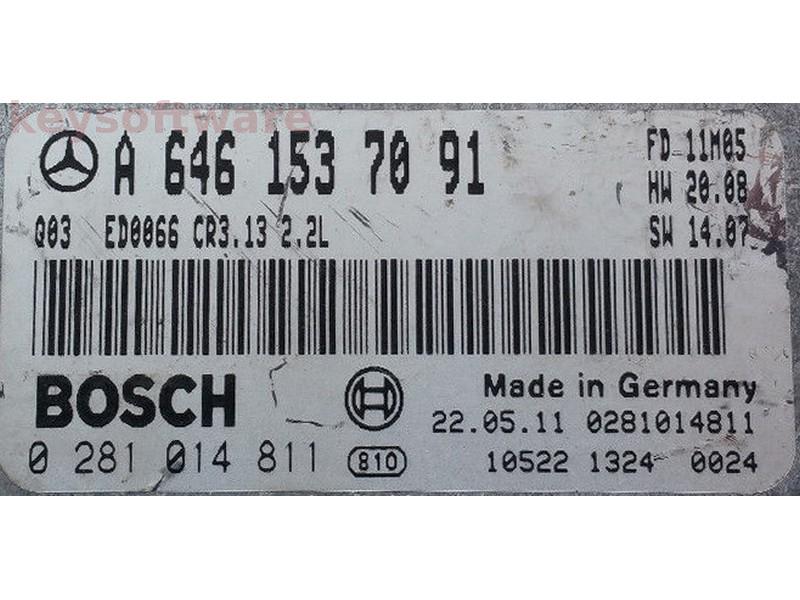 keysoftware
A 646 153 70 91
FD 11M05
HW 20.08
Q03 ED0066 CR3.13 2.2L
SW 14.07
BOSCH
Made in Germany
22.05.11 0281014811
0 281 014 811 810
10522 1324 0024